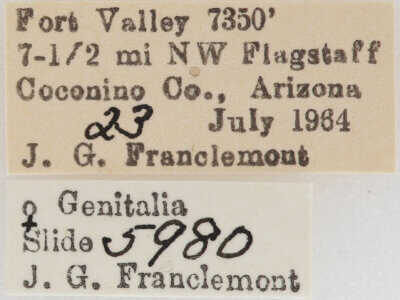 Fort Valley 7350'
7-1/2 mi NW Flagstaff
Coconino Co., Arizona
23 July 1964
J. G. Franclemont
♀ Genitalia
Slide 5980
J. G. Franclemont